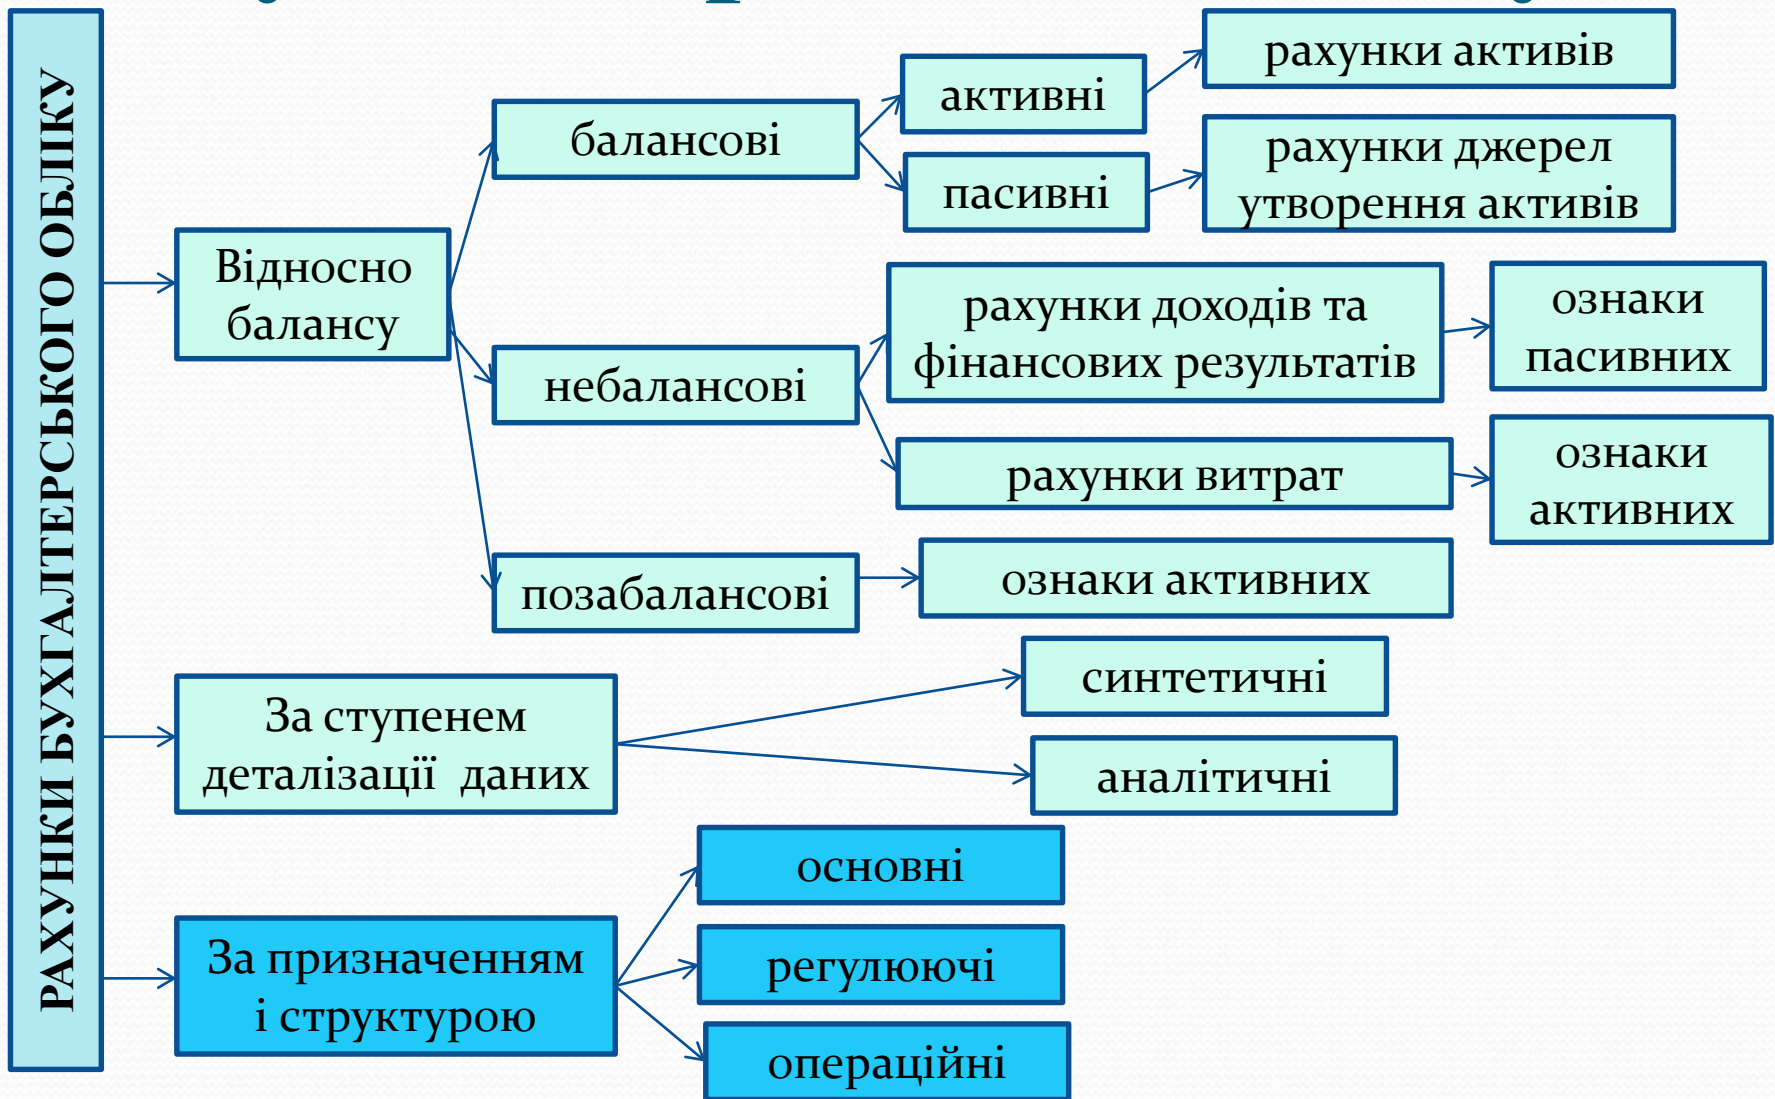 РАХУНКИ БУХГАЛТЕРСЬКОГО ОБЛІКУ
Відносно
балансу
балансові
активні
рахунки активів
пасивні
рахунки джерел
утворення активів
небалансові
рахунки доходів та
фінансових результатів
ознаки
пасивних
рахунки витрат
ознаки
активних
позабалансові
ознаки активних
За ступенем
деталізації даних
синтетичні
аналітичні
За призначенням
і структурою
основні
регулюючі
операційні